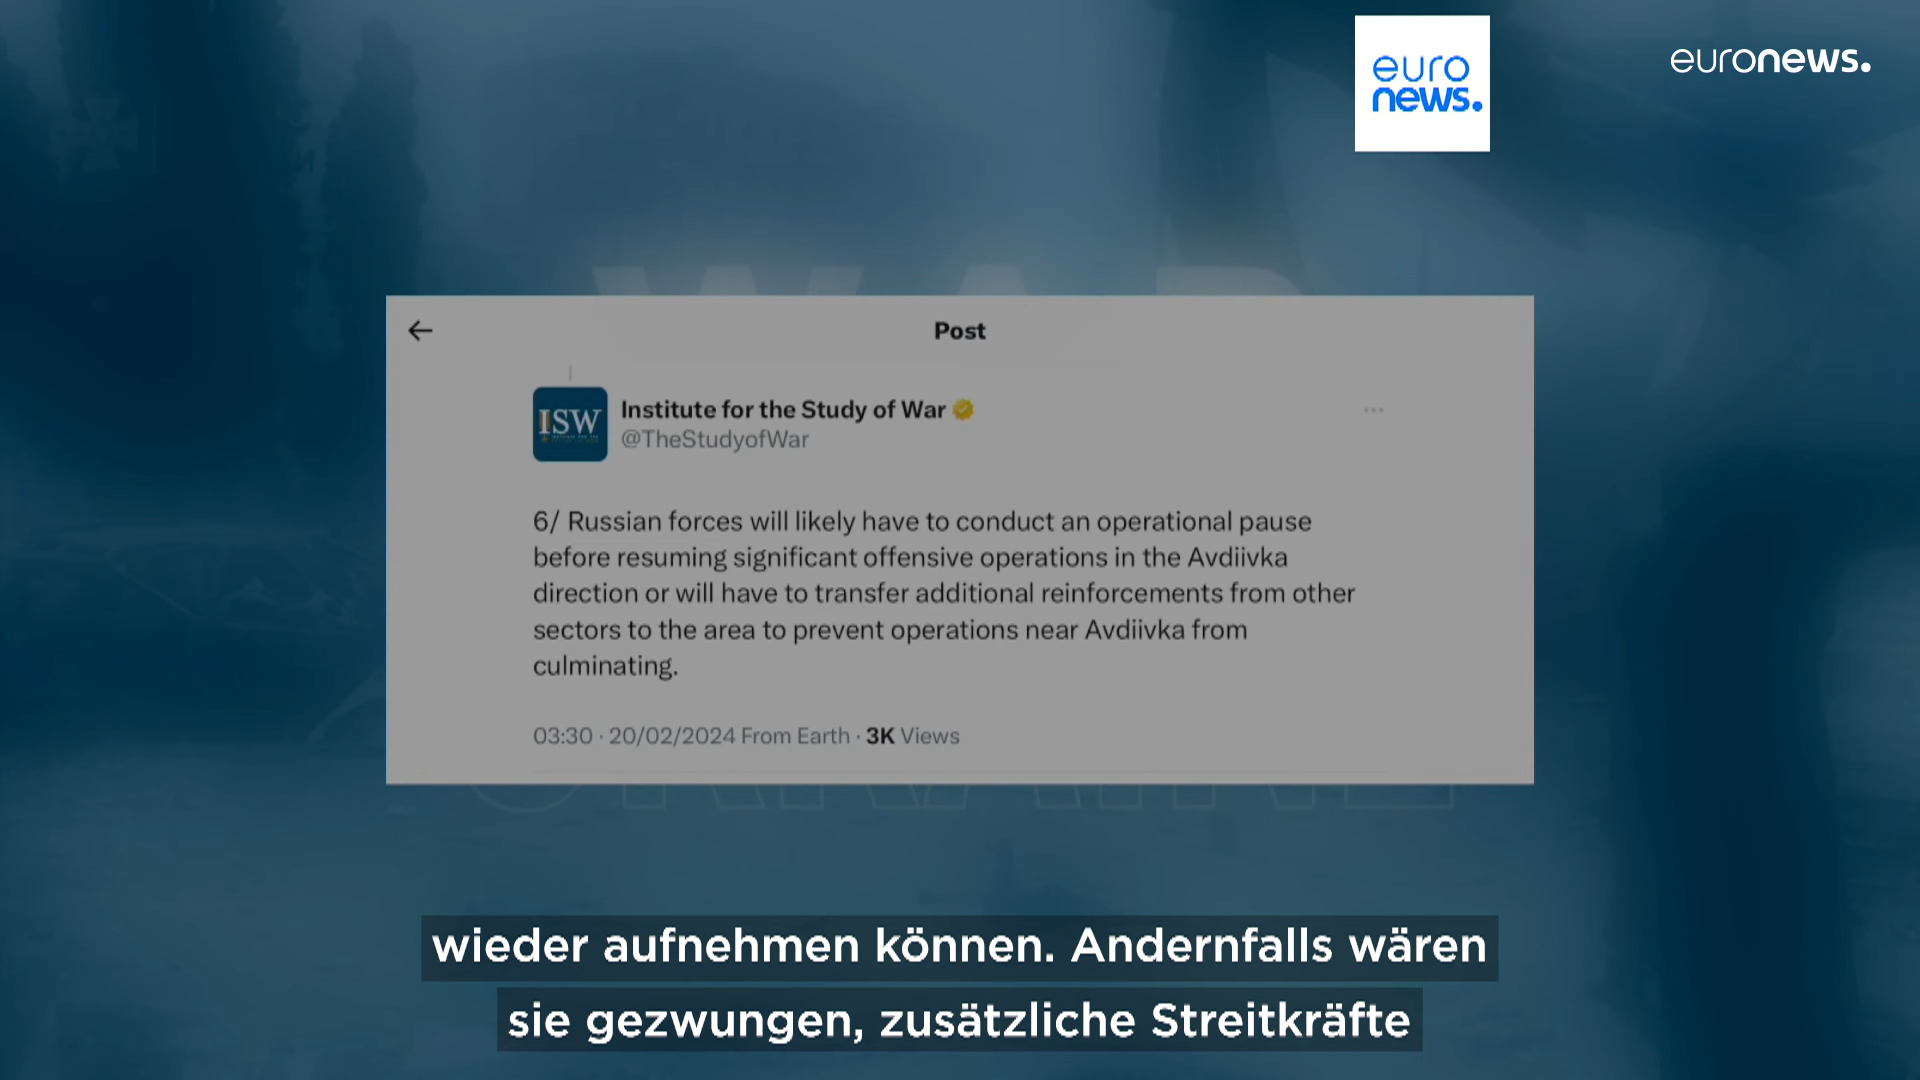 euro
news.
euronews.
WAR
Post
ISW
Institute for the Study of War
@TheStudyofWar
6/ Russian forces will likely have to conduct an operational pause
before resuming significant offensive operations in the Avdiivka
direction or will have to transfer additional reinforcements from other
sectors to the area to prevent operations near Avdiivka from
culminating.
03:30 · 20/02/2024 From Earth · 3K Views
UKRAINE
wieder aufnehmen können. Andernfalls wären
sie gezwungen, zusätzliche Streitkräfte